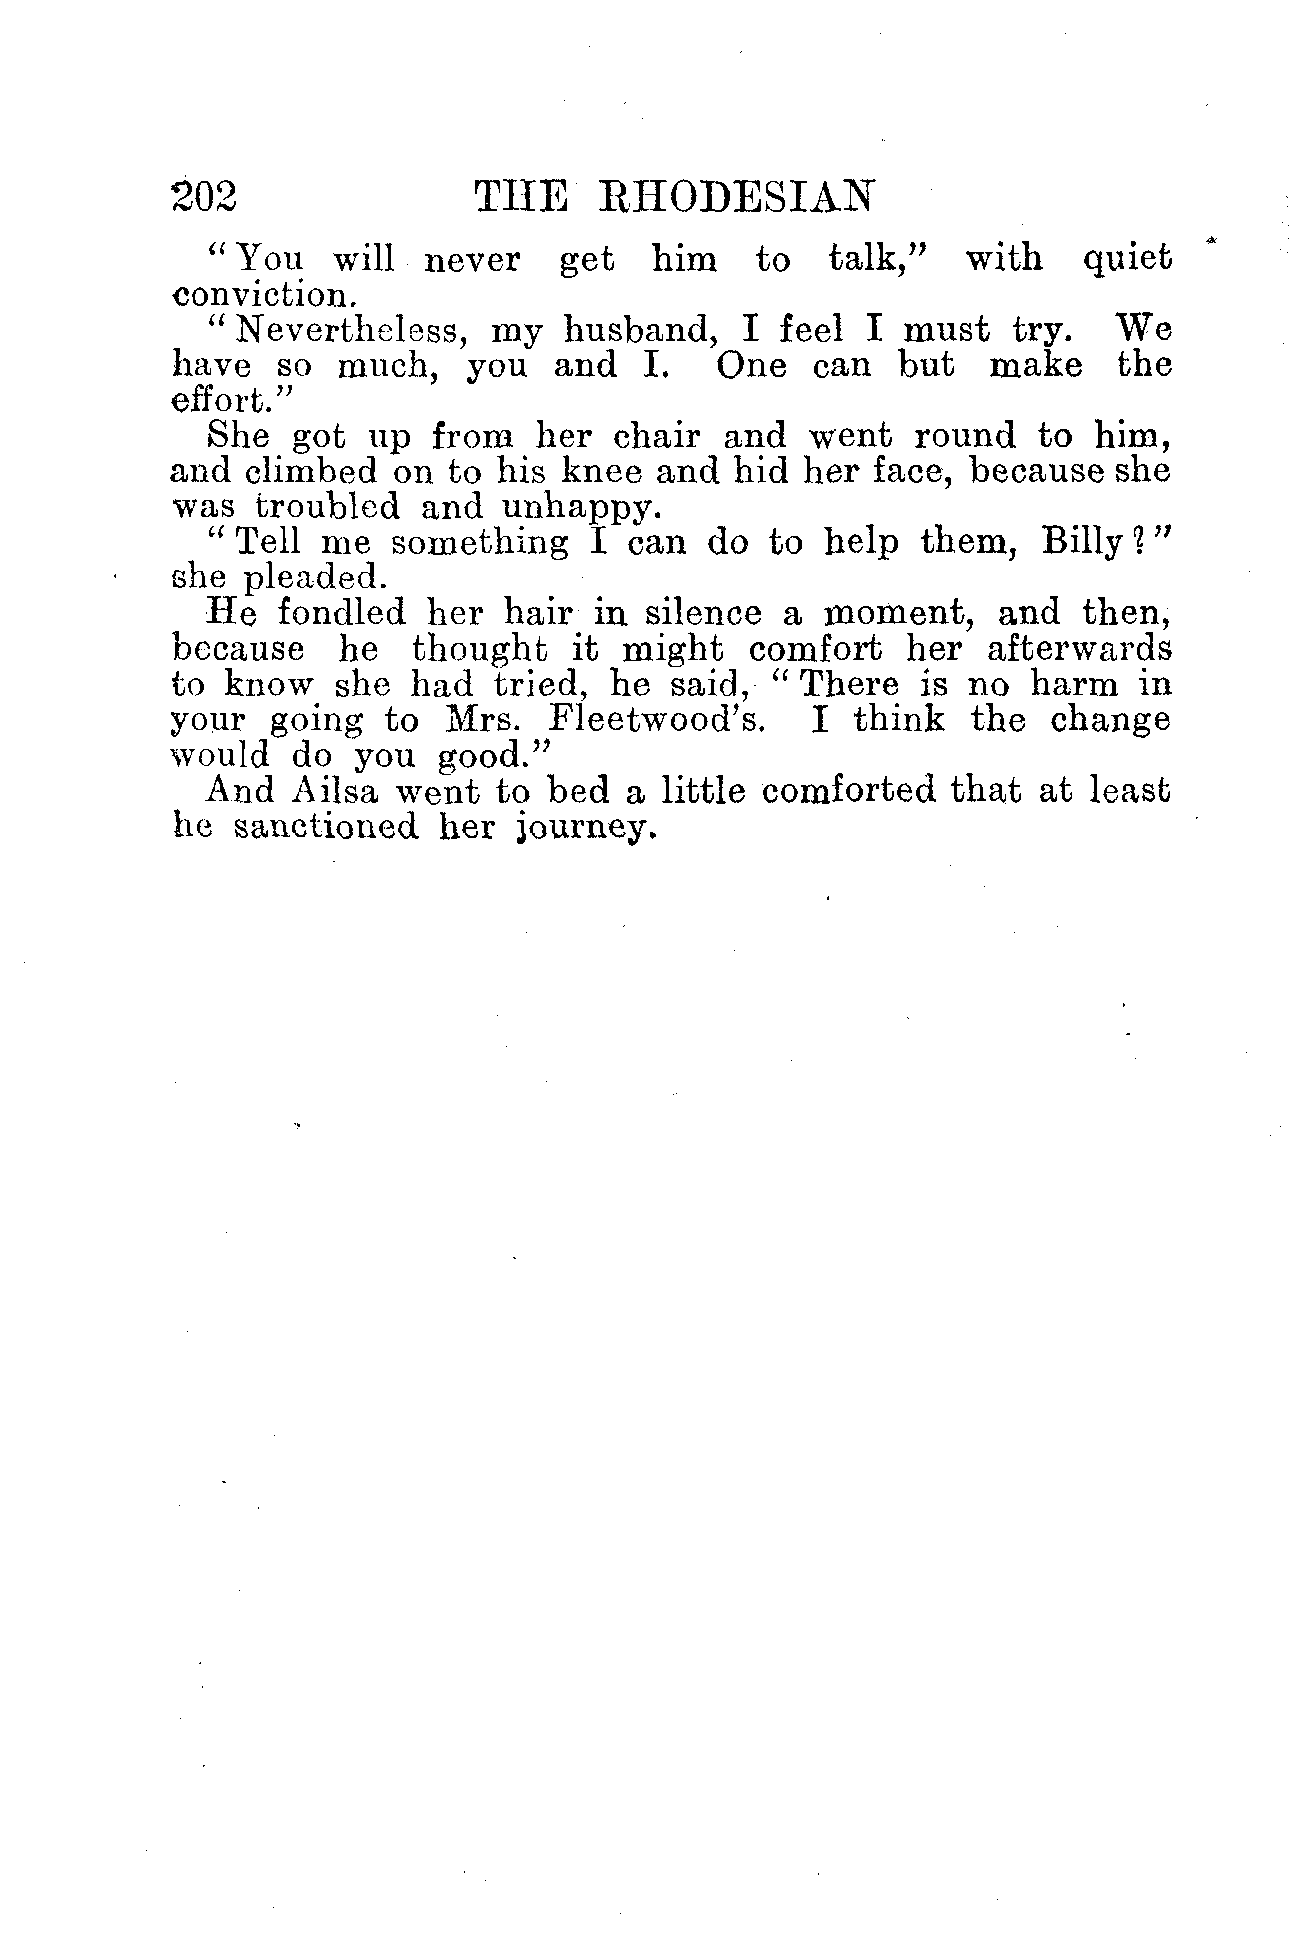 202 THE RHODESIAN
“You will never get him to talk,” with quiet
conviction.
“Nevertheless, my husband, I feel I must try. We
have so much, you and I. One can but make the
effort.”
She got up from her chair and went round to him,
and climbed on to his knee and hid her face, because she
was troubled and unhappy.
“Tell me something I can do to help them, Billy?”
she pleaded.
He fondled her hair in silence a moment, and then,
because he thought it might comfort her afterwards
to know she had tried, he said, “There is no harm in
your going to Mrs. Fleetwood’s. I think the change
would do you good.”
And Ailsa went to bed a little comforted that at least
he sanctioned her journey.